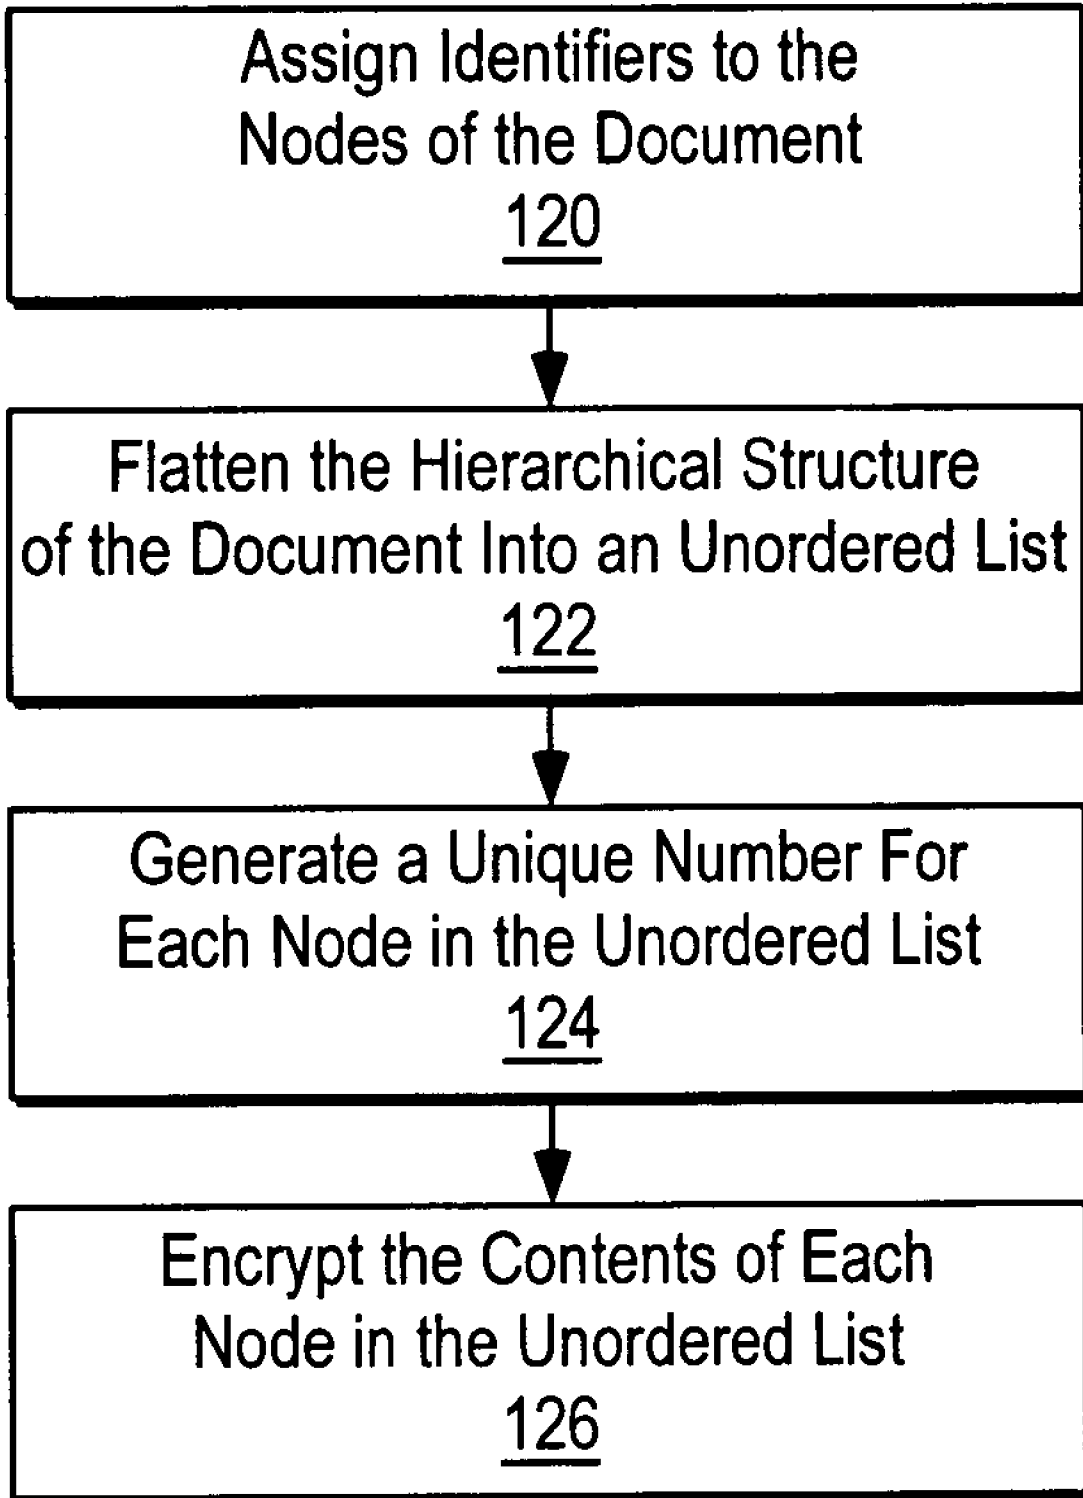 Assign Identifiers to the
Nodes of the Document
120
Flatten the Hierarchical Structure
of the Document Into an Unordered List
122
Generate a Unique Number For
Each Node in the Unordered List
124
Encrypt the Contents of Each
Node in the Unordered List
126